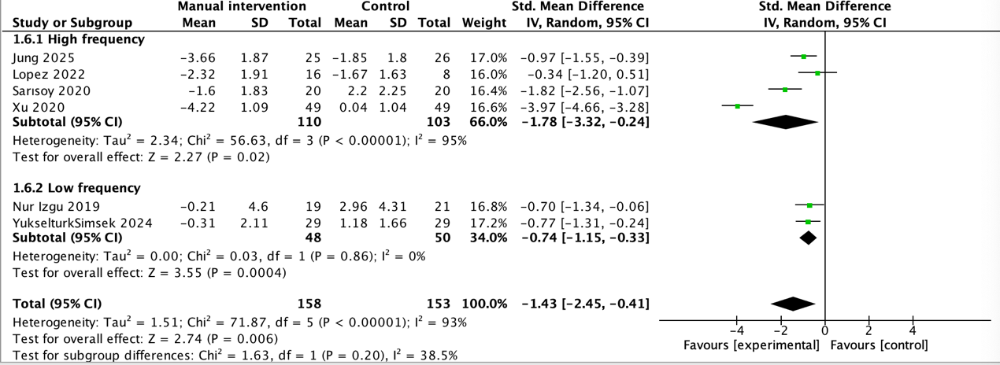 Manual intervention Control Std. Mean Difference Std. Mean Difference
Study or Subgroup Mean SD Total Mean SD Total Weight IV, Random, 95% CI IV, Random, 95% CI
1.6.1 High frequency
Jung 2025 −3.66 1.87 25 −1.85 1.8 26 17.0% −0.97 [−1.55, −0.39]
Lopez 2022 −2.32 1.91 16 −1.67 1.63 8 16.0% −0.34 [−1.20, 0.51]
Sarısoy 2020 −1.6 1.83 20 2.2 2.25 20 16.4% −1.82 [−2.56, −1.07]
Xu 2020 −4.22 1.09 49 0.04 1.04 49 16.6% −3.97 [−4.66, −3.28]
Subtotal (95% CI) 110 103 66.0% −1.78 [−3.32, −0.24]
Heterogeneity: Tau² = 2.34; Chi² = 56.63, df = 3 (P < 0.00001); I² = 95%
Test for overall effect: Z = 2.27 (P = 0.02)
1.6.2 Low frequency
Nur Izgu 2019 −0.21 4.6 19 2.96 4.31 21 16.8% −0.70 [−1.34, −0.06]
YukselturkSimsek 2024 −0.31 2.11 29 1.18 1.66 29 17.2% −0.77 [−1.31, −0.24]
Subtotal (95% CI) 48 50 34.0% −0.74 [−1.15, −0.33]
Heterogeneity: Tau² = 0.00; Chi² = 0.03, df = 1 (P = 0.86); I² = 0%
Test for overall effect: Z = 3.55 (P = 0.0004)
Total (95% CI) 158 153 100.0% −1.43 [−2.45, −0.41]
Heterogeneity: Tau² = 1.51; Chi² = 71.87, df = 5 (P < 0.00001); I² = 93%
Test for overall effect: Z = 2.74 (P = 0.006)
Test for subgroup differences: Chi² = 1.63, df = 1 (P = 0.20), I² = 38.5%
−4 −2 0 2 4
Favours [experimental] Favours [control]